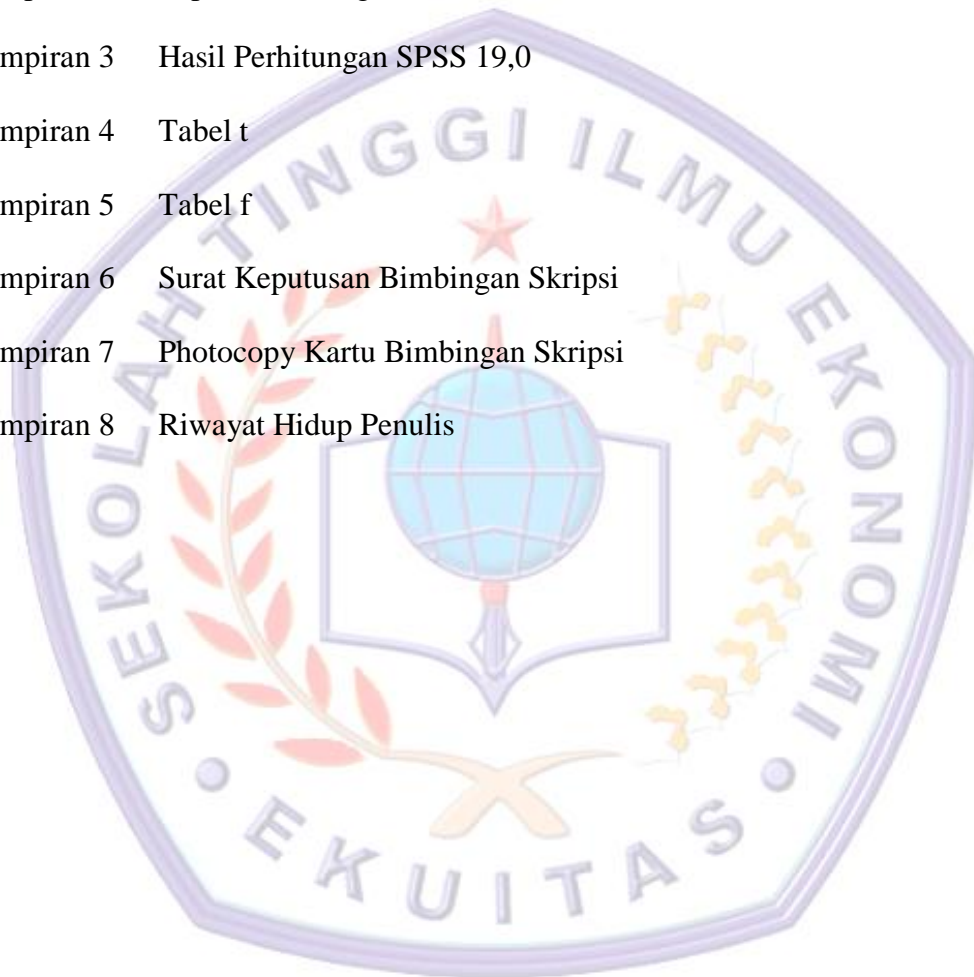 mpiran 3 Hasil Perhitungan SPSS 19,0
mpiran 4 Tabel t
mpiran 5 Tabel f
mpiran 6 Surat Keputusan Bimbingan Skripsi
mpiran 7 Photocopy Kartu Bimbingan Skripsi
mpiran 8 Riwayat Hidup Penulis
SEKOLAH TINGGI ILMU EKONOMI
• EKUITAS •